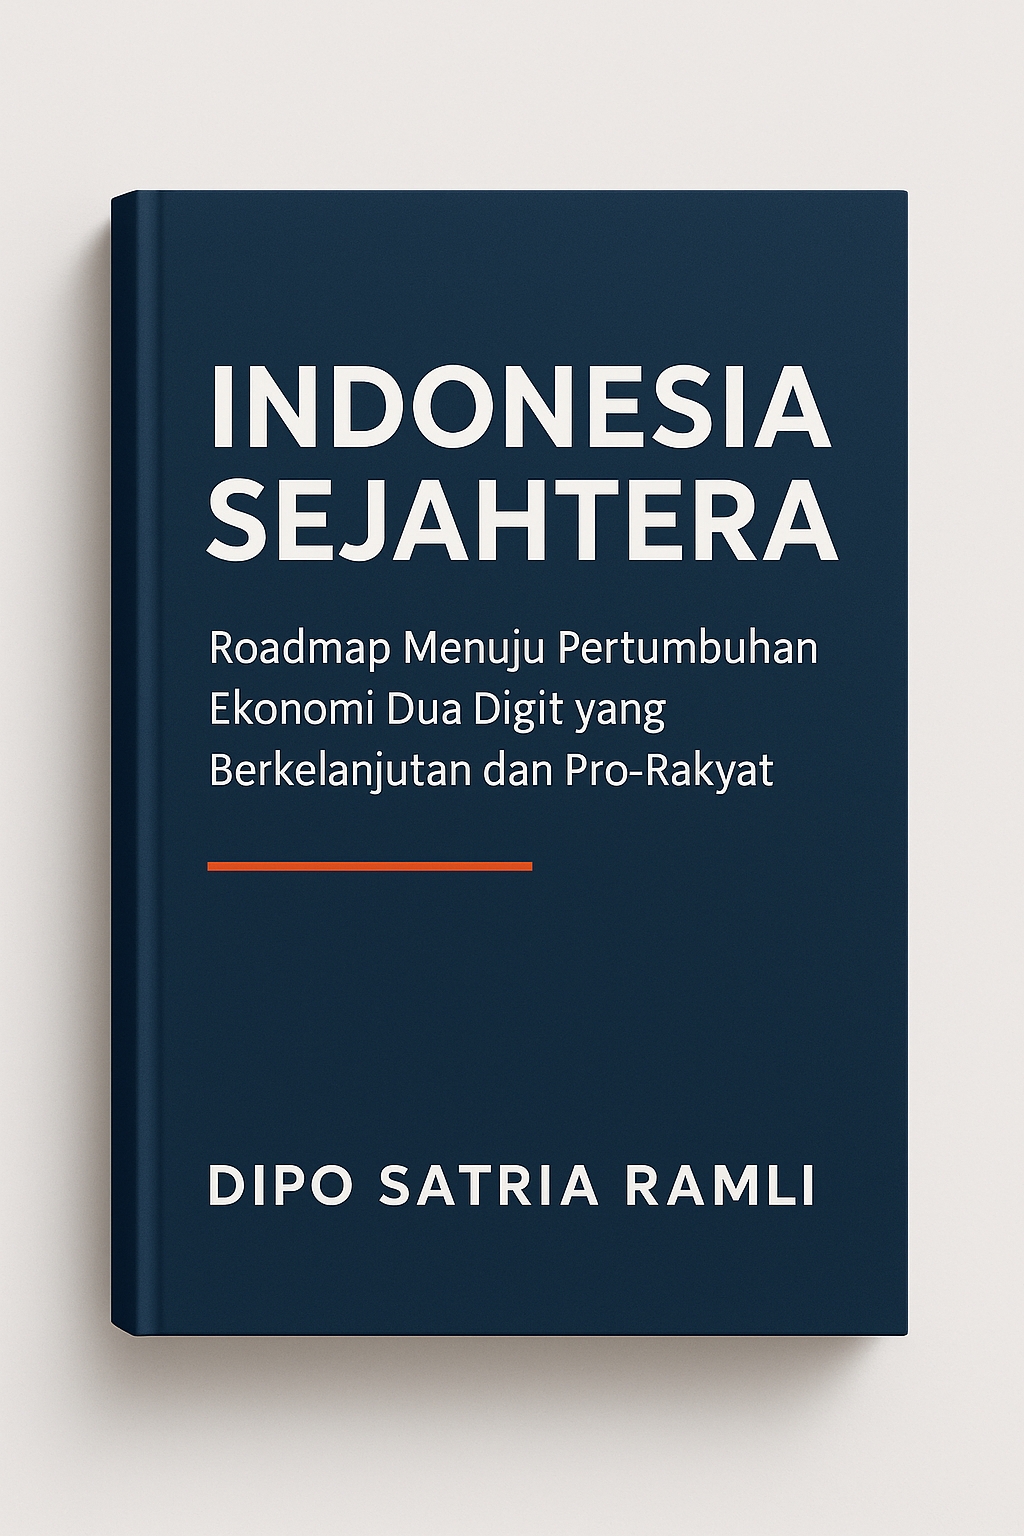 INDONESIA
SEJAHTERA
Roadmap Menuju Pertumbuhan
Ekonomi Dua Digit yang
Berkelanjutan dan Pro-Rakyat
DIPO SATRIA RAMLI